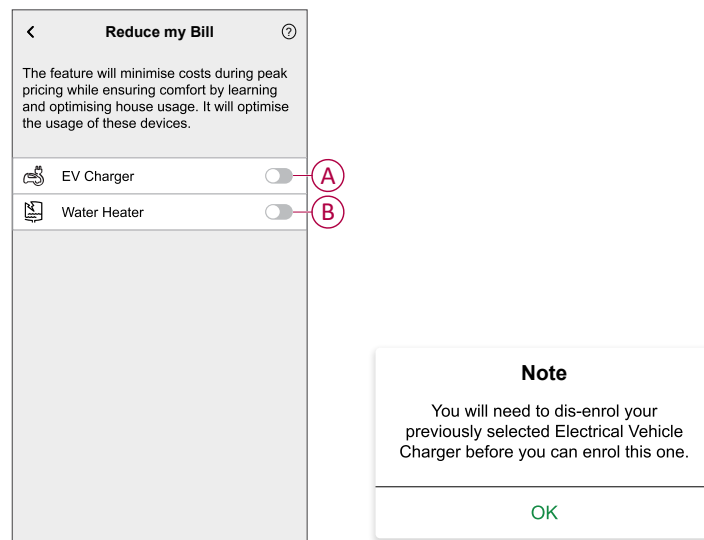 Reduce my Bill
?
The feature will minimise costs during peak
pricing while ensuring comfort by learning
and optimising house usage. It will optimise
the usage of these devices.
EV Charger
A
Water Heater
B
Note
You will need to dis-enrol your
previously selected Electrical Vehicle
Charger before you can enrol this one.
OK